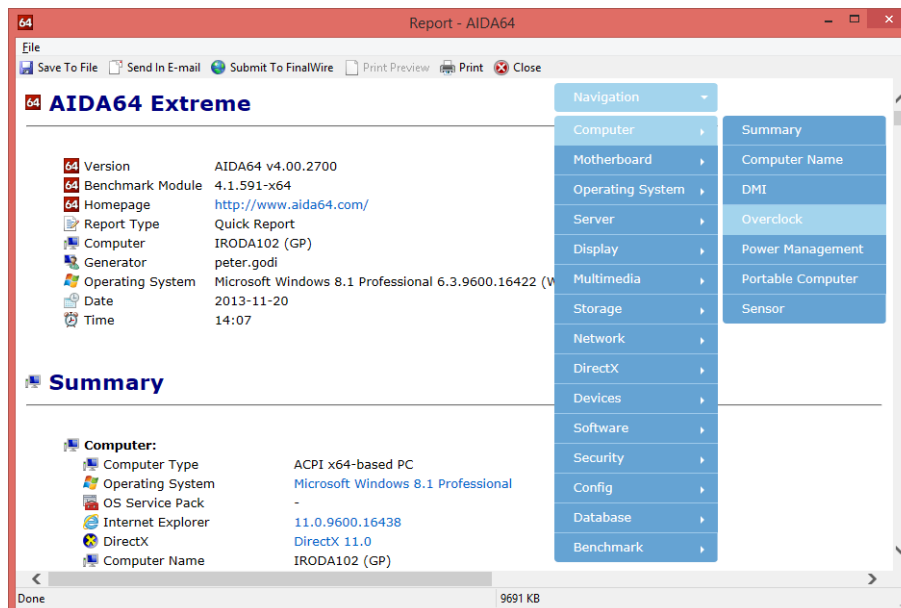 64 Report - AIDA64
File
Save To File Send In E-mail Submit To FinalWire Print Preview Print Close
64 AIDA64 Extreme
64 Version AIDA64 v4.00.2700
64 Benchmark Module 4.1.591-x64
64 Homepage http://www.aida64.com/
Report Type Quick Report
Computer IRODA102 (GP)
Generator peter.godi
Operating System Microsoft Windows 8.1 Professional 6.3.9600.16422 (W
Date 2013-11-20
Time 14:07
Summary
Computer:
Computer Type ACPI x64-based PC
Operating System Microsoft Windows 8.1 Professional
OS Service Pack -
Internet Explorer 11.0.9600.16438
DirectX DirectX 11.0
Computer Name IRODA102 (GP)
Navigation
Computer
Motherboard
Operating System
Server
Display
Multimedia
Storage
Network
DirectX
Devices
Software
Security
Config
Database
Benchmark
Summary
Computer Name
DMI
Overclock
Power Management
Portable Computer
Sensor
Done 9691 KB